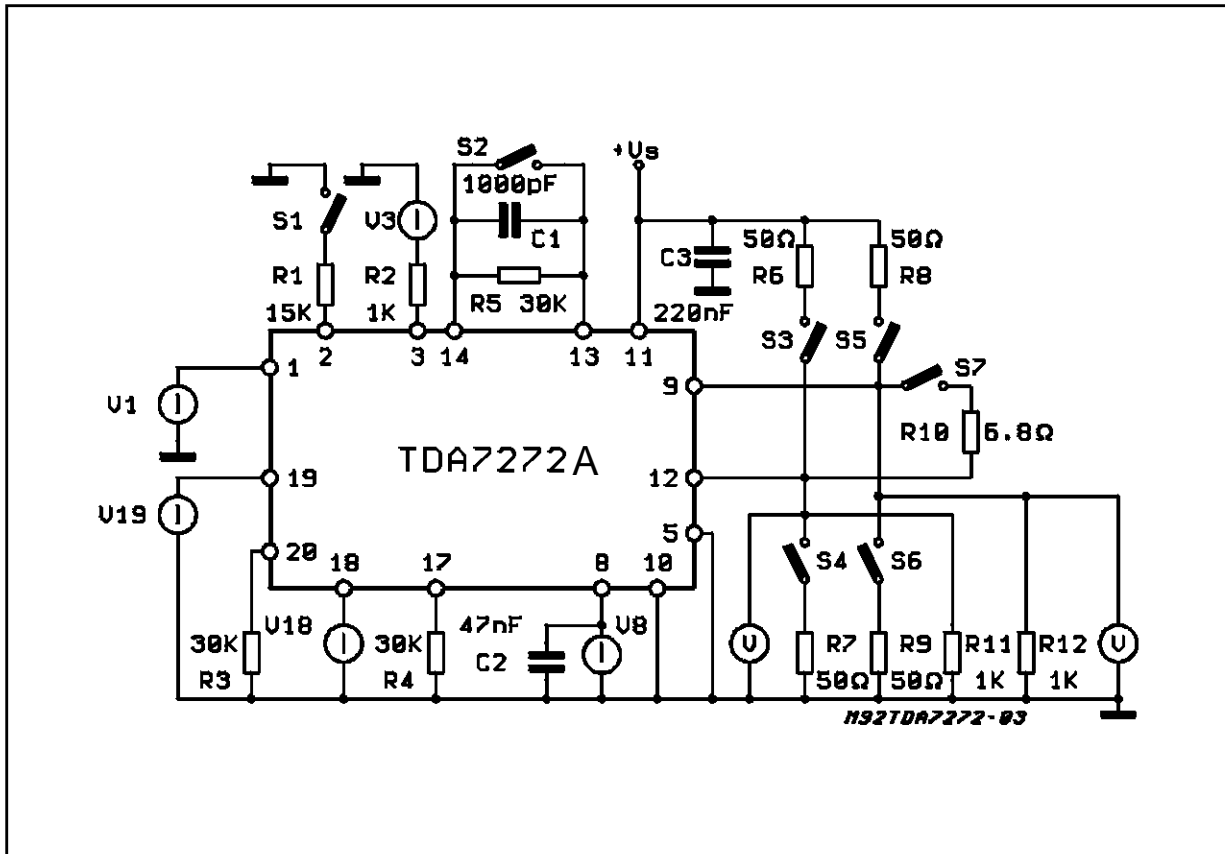 S2
+Vs
1000pF
S1
V3
C1
50Ω
50Ω
C3
R1
R2
R6
R8
R5 30K
15K
1K
220nF
2
3
14
13
11
S3
S5
1
9
S7
V1
R10
6.8Ω
TDA7272A
19
12
V19
5
20
18
17
8
10
S4
S6
V18
47nF
V8
30K
30K
C2
V
R7
R9
R11
R12
V
R3
R4
50Ω
50Ω
1K
1K
M92TDA7272-03